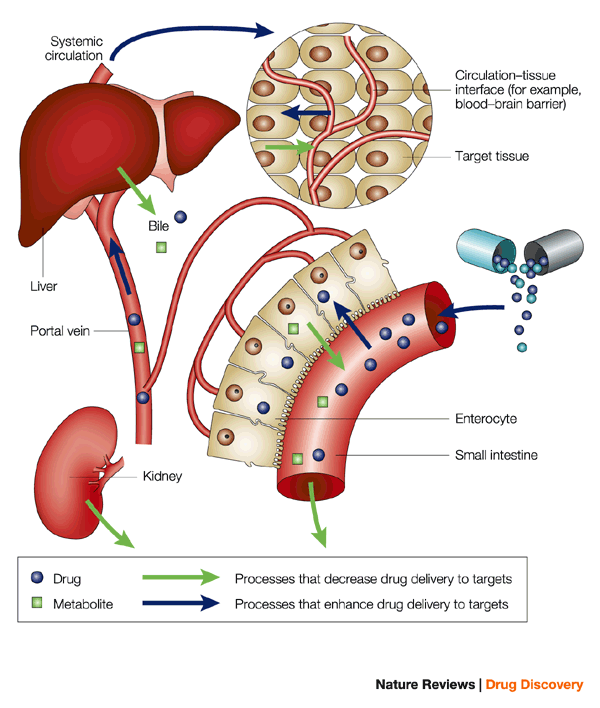 Systemic
circulation
Circulation–tissue
interface (for example,
blood–brain barrier)
Target tissue
Bile
Liver
Portal vein
Enterocyte
Small intestine
Kidney
Drug
Processes that decrease drug delivery to targets
Metabolite
Processes that enhance drug delivery to targets
Nature Reviews | Drug Discovery